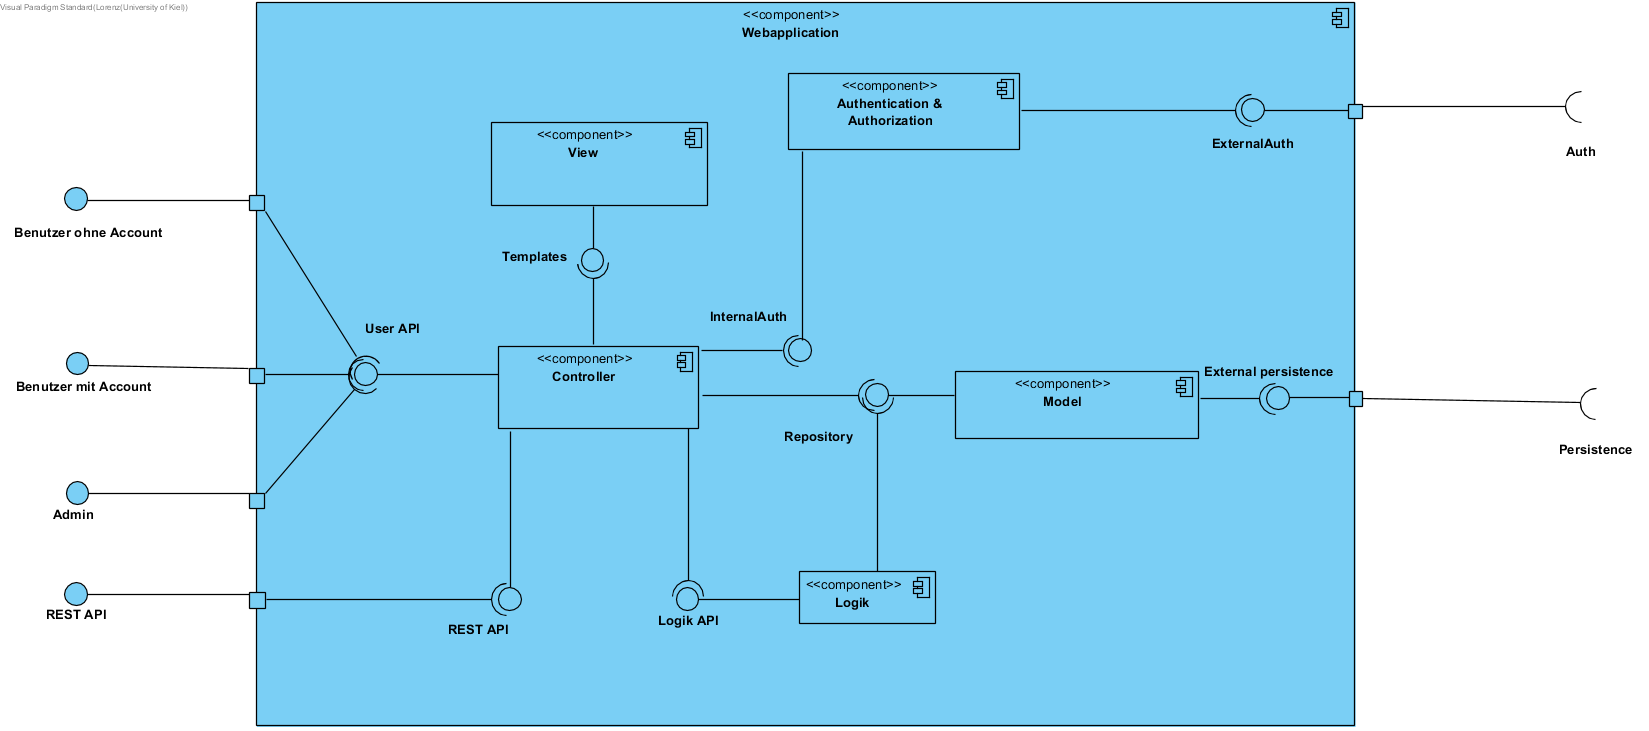 Visual Paradigm Standard(Lorenz(University of Kiel))
<<component>>
Webapplication
<<component>>
Authentication &
Authorization
<<component>>
View
ExternalAuth
Auth
Benutzer ohne Account
Templates
InternalAuth
User API
<<component>>
Controller
External persistence
<<component>>
Model
Benutzer mit Account
Repository
Persistence
Admin
<<component>>
Logik
REST API
REST API
Logik API